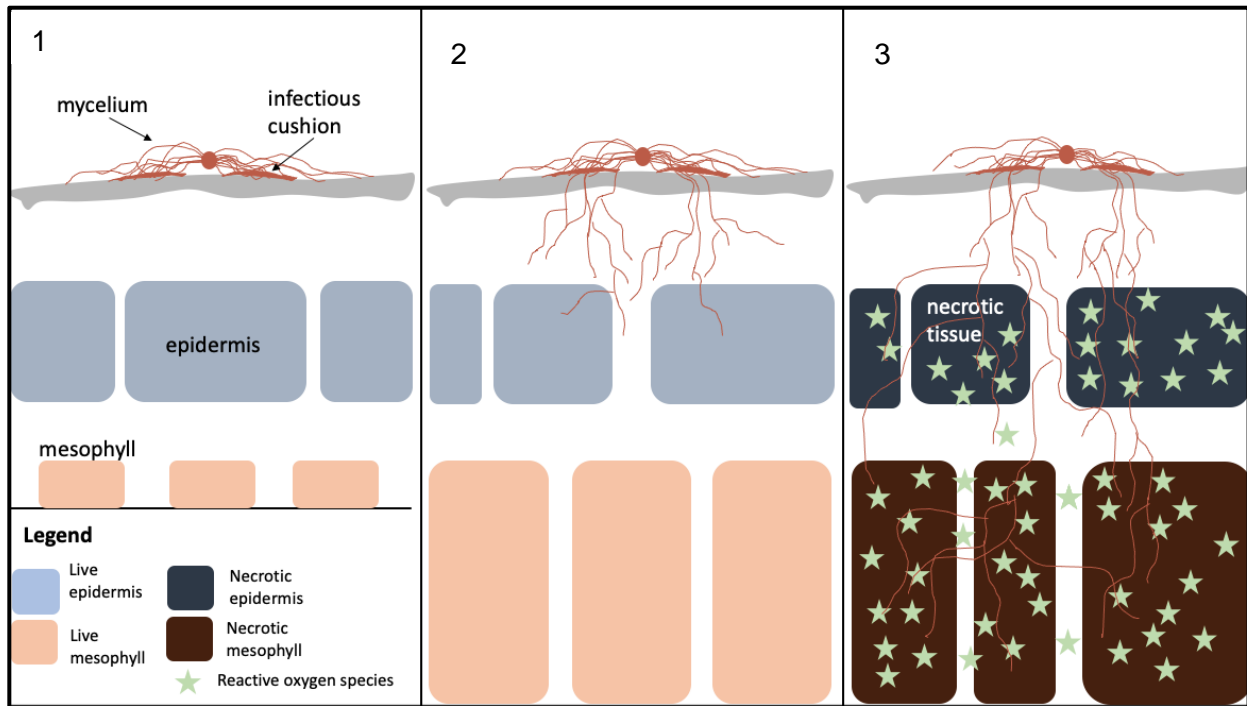 1
mycelium
infectious
cushion
epidermis
mesophyll
Legend
Live
epidermis
Necrotic
epidermis
Live
mesophyll
Necrotic
mesophyll
Reactive oxygen species
2
3
necrotic
tissue